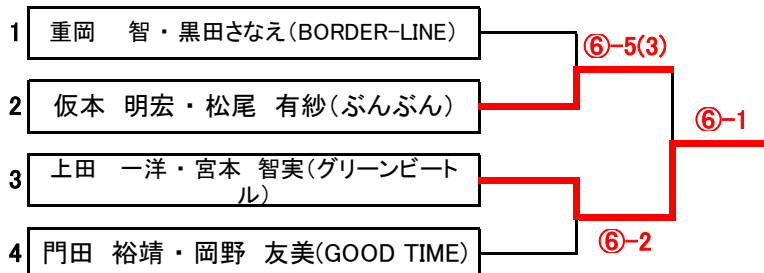 1 重岡　智・黒田さなえ(BORDER-LINE)
⑥-5(3)
2 仮本　明宏・松尾　有紗(ぶんぶん)
⑥-1
3 上田　一洋・宮本　智実(グリーンビート
ル)
⑥-2
4 門田　裕靖・岡野　友美(GOOD TIME)